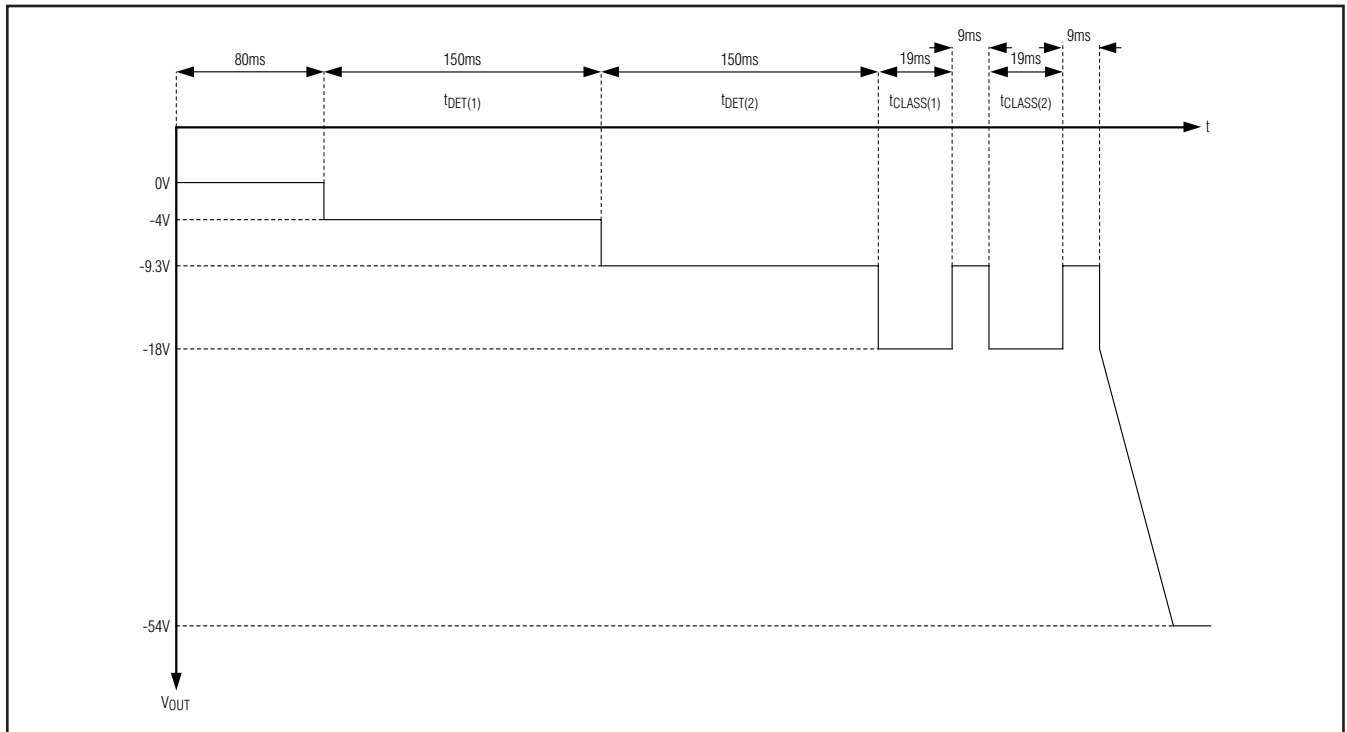 9ms 9ms
80ms 150ms 150ms 19ms 19ms
tDET(1) tDET(2) tCLASS(1) tCLASS(2)
t
0V
-4V
-9.3V
-18V
-54V
VOUT